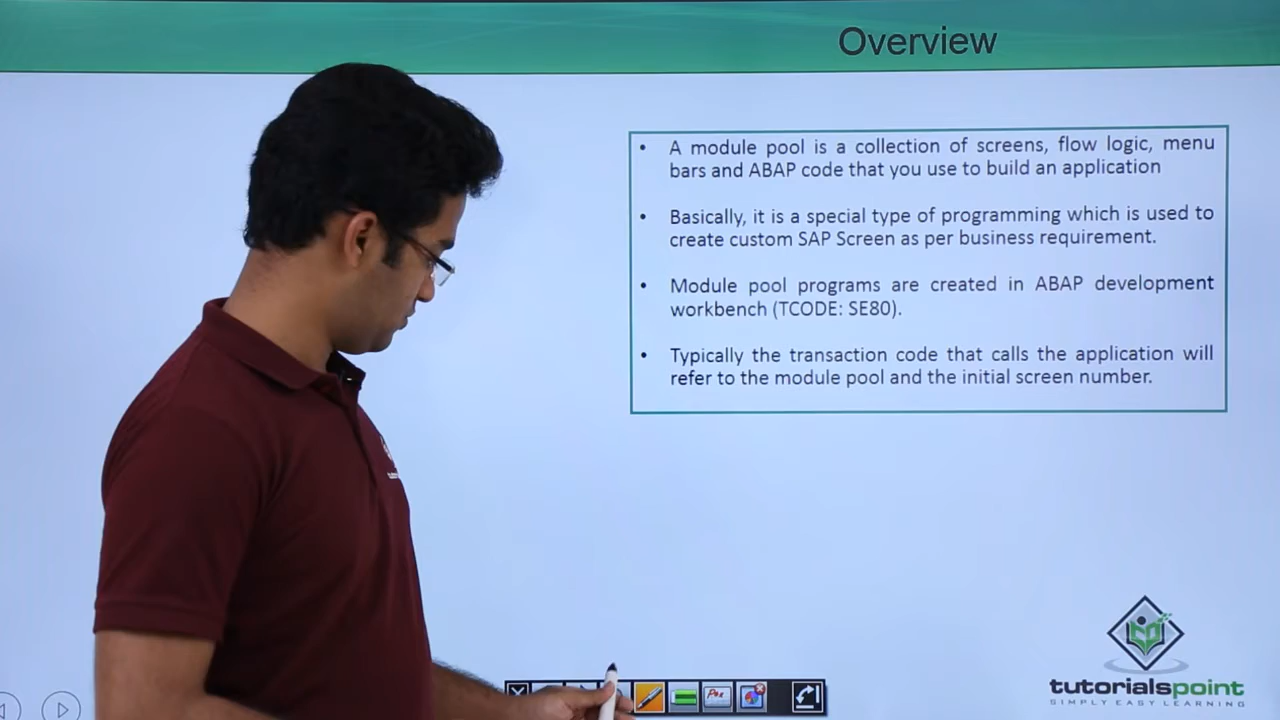 Overview
• A module pool is a collection of screens, flow logic, menu
bars and ABAP code that you use to build an application
• Basically, it is a special type of programming which is used to
create custom SAP Screen as per business requirement.
• Module pool programs are created in ABAP development
workbench (TCODE: SE80).
• Typically the transaction code that calls the application will
refer to the module pool and the initial screen number.
tutorialspoint
SIMPLY EASY LEARNING